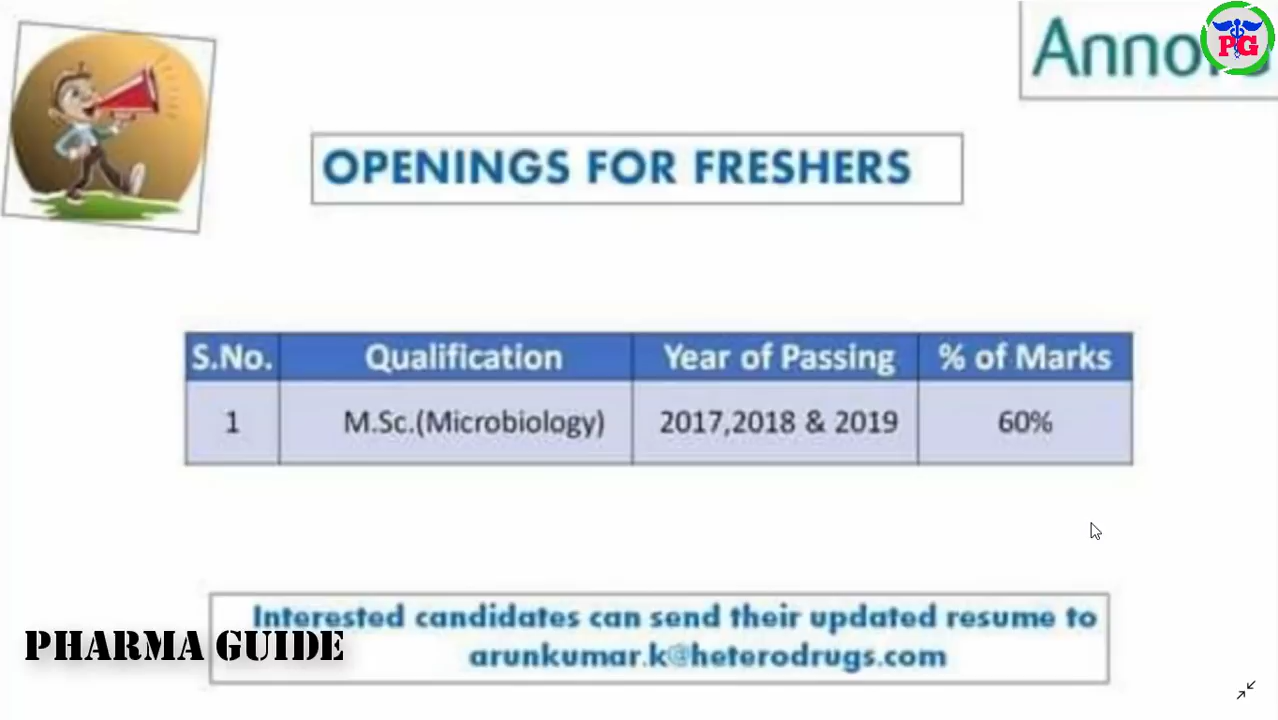 PG
OPENINGS FOR FRESHERS
S.No. Qualification Year of Passing % of Marks
1 M.Sc.(Microbiology) 2017,2018 & 2019 60%
Interested candidates can send their updated resume to
arunkumar.k@heterodrugs.com
PHARMA GUIDE